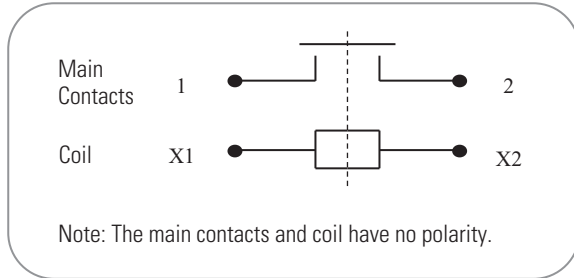 Main
Contacts 1 2
Coil X1 X2
Note: The main contacts and coil have no polarity.